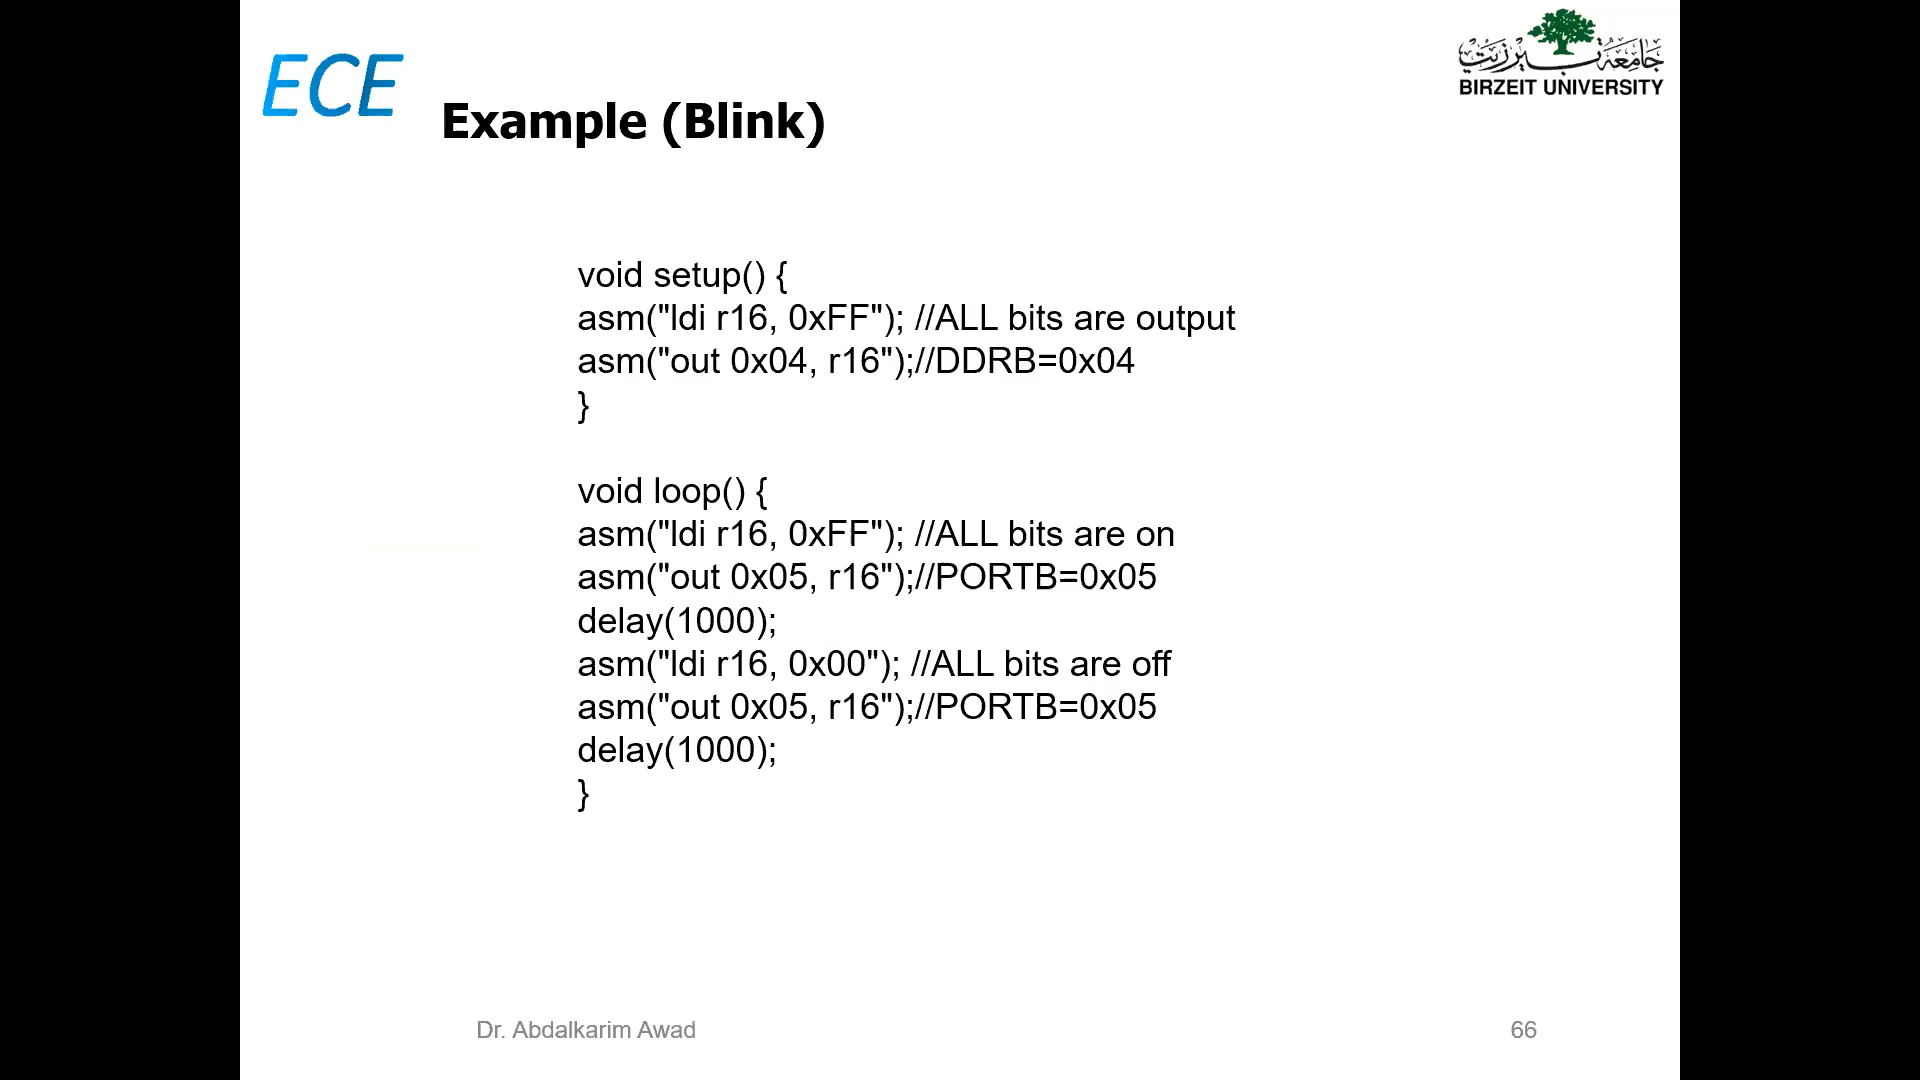 ECE
جامعة بيرزيت
BIRZEIT UNIVERSITY
Example (Blink)
void setup() {
asm("ldi r16, 0xFF"); //ALL bits are output
asm("out 0x04, r16");//DDRB=0x04
}
void loop() {
asm("ldi r16, 0xFF"); //ALL bits are on
asm("out 0x05, r16");//PORTB=0x05
delay(1000);
asm("ldi r16, 0x00"); //ALL bits are off
asm("out 0x05, r16");//PORTB=0x05
delay(1000);
}
Dr. Abdalkarim Awad
66